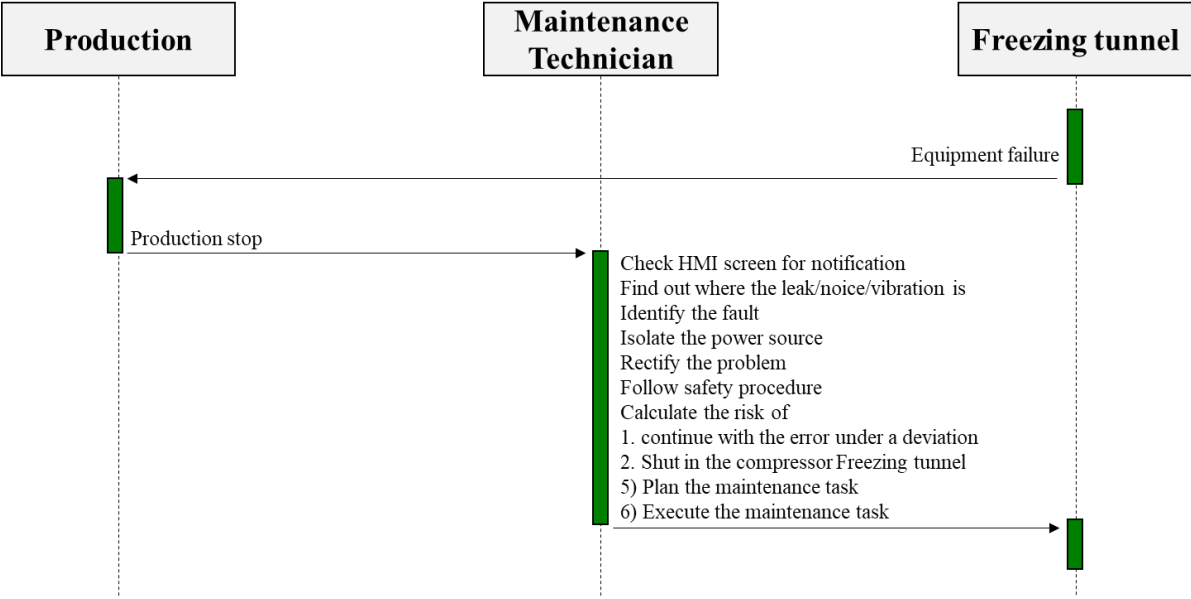 Production
Maintenance
Technician
Freezing tunnel
Equipment failure
Production stop
Check HMI screen for notification
Find out where the leak/noice/vibration is
Identify the fault
Isolate the power source
Rectify the problem
Follow safety procedure
Calculate the risk of
1. continue with the error under a deviation
2. Shut in the compressor Freezing tunnel
5) Plan the maintenance task
6) Execute the maintenance task